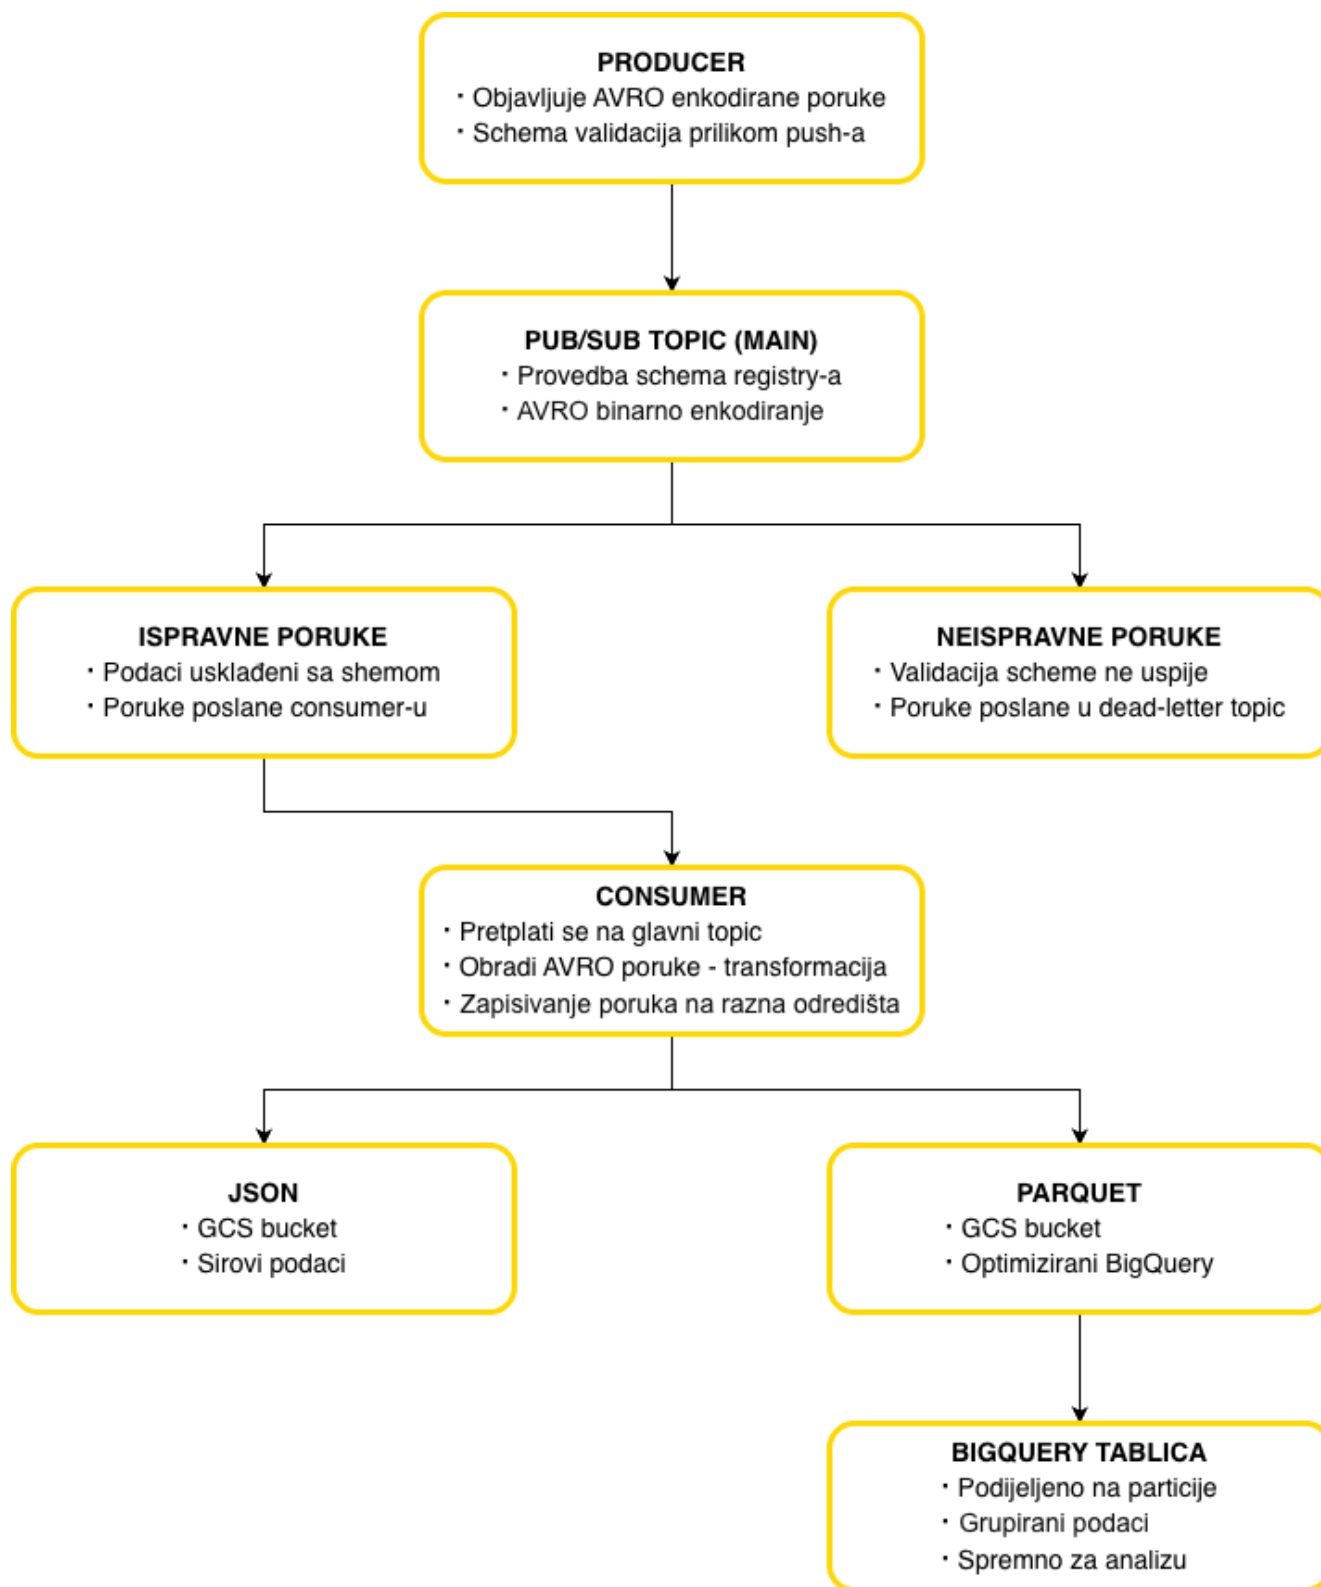 PRODUCER
· Objavljuje AVRO enkodirane poruke
· Schema validacija prilikom push-a
PUB/SUB TOPIC (MAIN)
· Provedba schema registry-a
· AVRO binarno enkodiranje
ISPRAVNE PORUKE
· Podaci usklađeni sa shemom
· Poruke poslane consumer-u
NEISPRAVNE PORUKE
· Validacija scheme ne uspije
· Poruke poslane u dead-letter topic
CONSUMER
· Pretplati se na glavni topic
· Obradi AVRO poruke - transformacija
· Zapisivanje poruka na razna odredišta
JSON
· GCS bucket
· Sirovi podaci
PARQUET
· GCS bucket
· Optimizirani BigQuery
BIGQUERY TABLICA
· Podijeljeno na particije
· Grupirani podaci
· Spremno za analizu